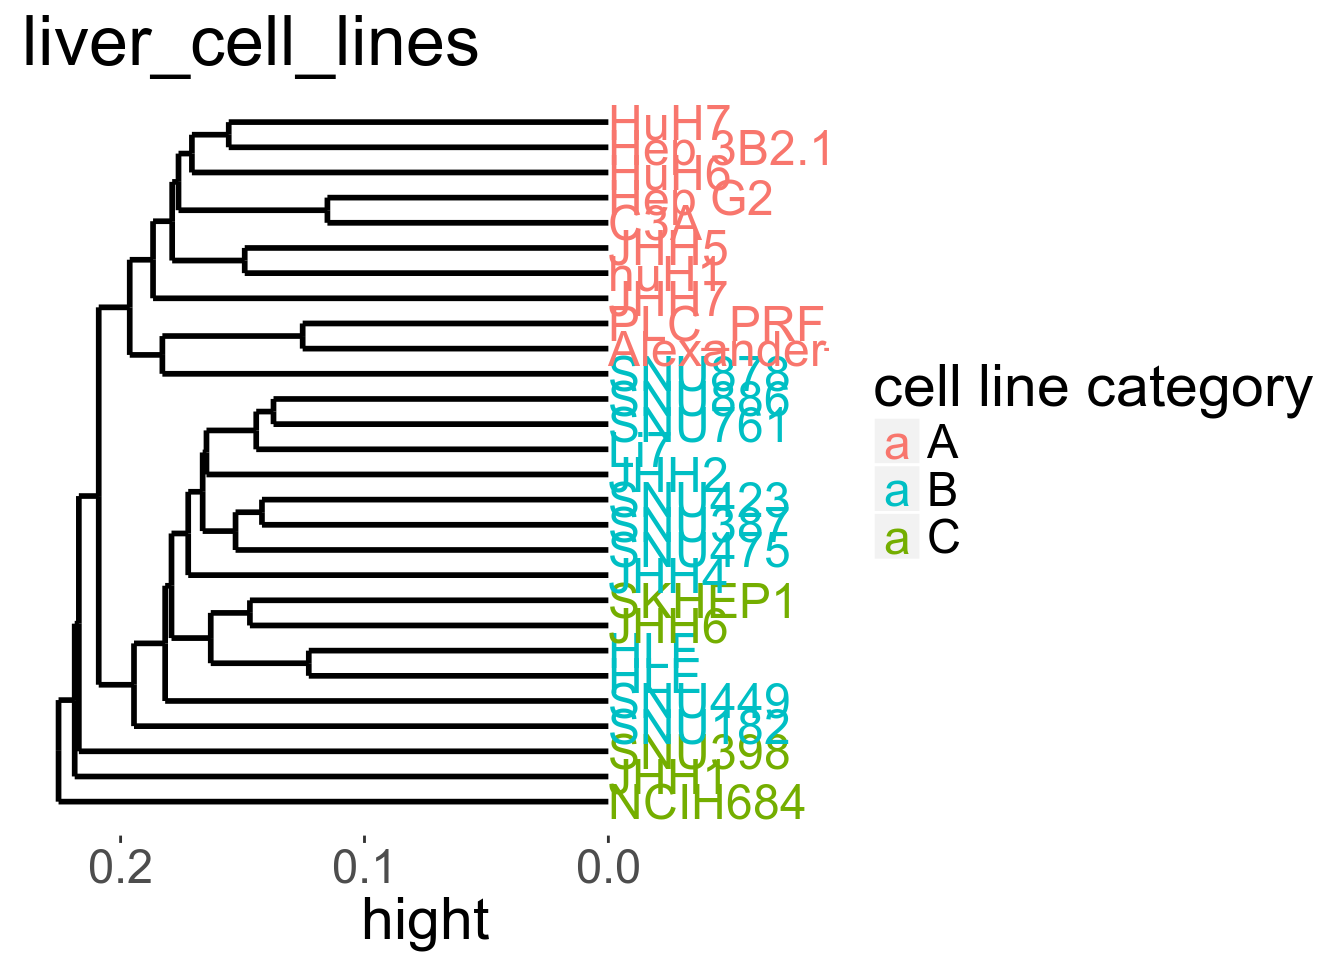 liver_cell_lines
HuH7
Hep 3B2.1
HuH6
Hep G2
C3A
JHH5
huH1
JHH7
PLC_PRF
Alexander
SNU878
SNU886
SNU761
Li7
JHH2
SNU423
SNU387
SNU475
JHH4
SKHEP1
JHH6
HLF
HLE
SNU449
SNU182
SNU398
JHH1
NCIH684
cell line category
a A
a B
a C
0.2 0.1 0.0
hight